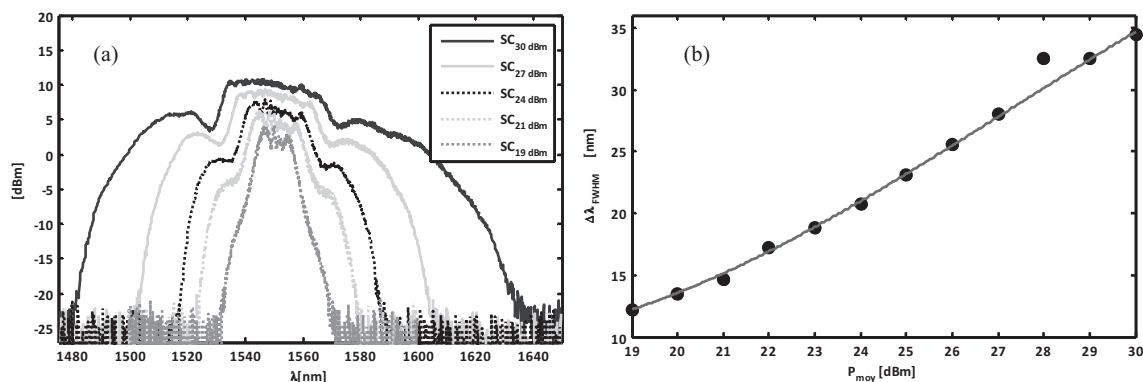 (a)
SC30 dBm
SC27 dBm
SC24 dBm
SC21 dBm
SC19 dBm
20
15
10
5
0
-5
-10
-15
-20
-25
[dBm]
1480 1500 1520 1540 1560 1580 1600 1620 1640
λ[nm]
(b)
35
30
25
20
15
10
ΔλFWHM [nm]
19 20 21 22 23 24 25 26 27 28 29 30
Pmoy [dBm]